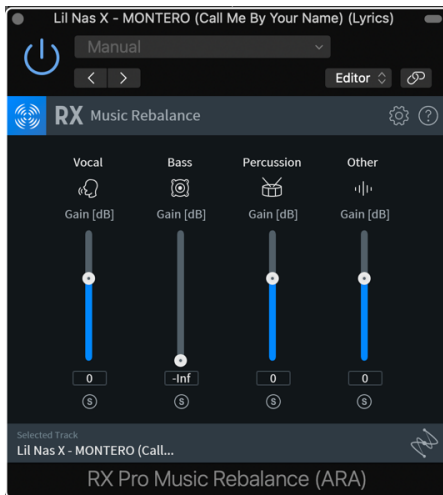 Lil Nas X - MONTERO (Call Me By Your Name) (Lyrics)
Manual
Editor
RX Music Rebalance
?
Vocal Bass Percussion Other
Gain [dB] Gain [dB] Gain [dB] Gain [dB]
0 -Inf 0 0
S S S S
Selected Track
Lil Nas X - MONTERO (Call...
RX Pro Music Rebalance (ARA)